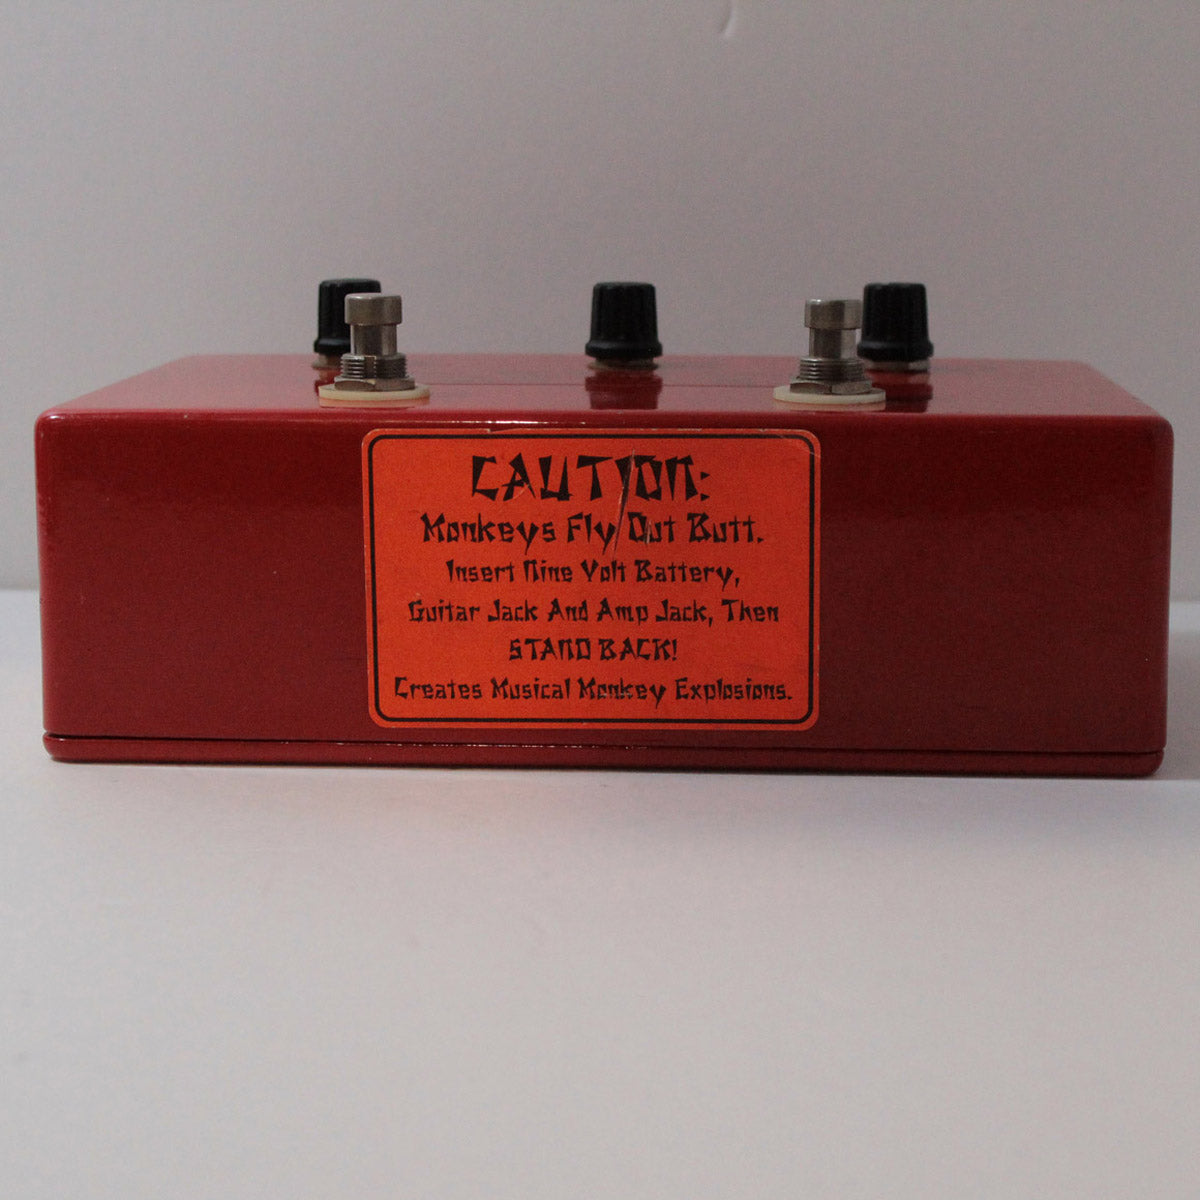 CAUTION:
Monkeys Fly Out Butt.
Insert Nine Volt Battery,
Guitar Jack And Amp Jack, Then
STAND BACK!
Creates Musical Monkey Explosions.